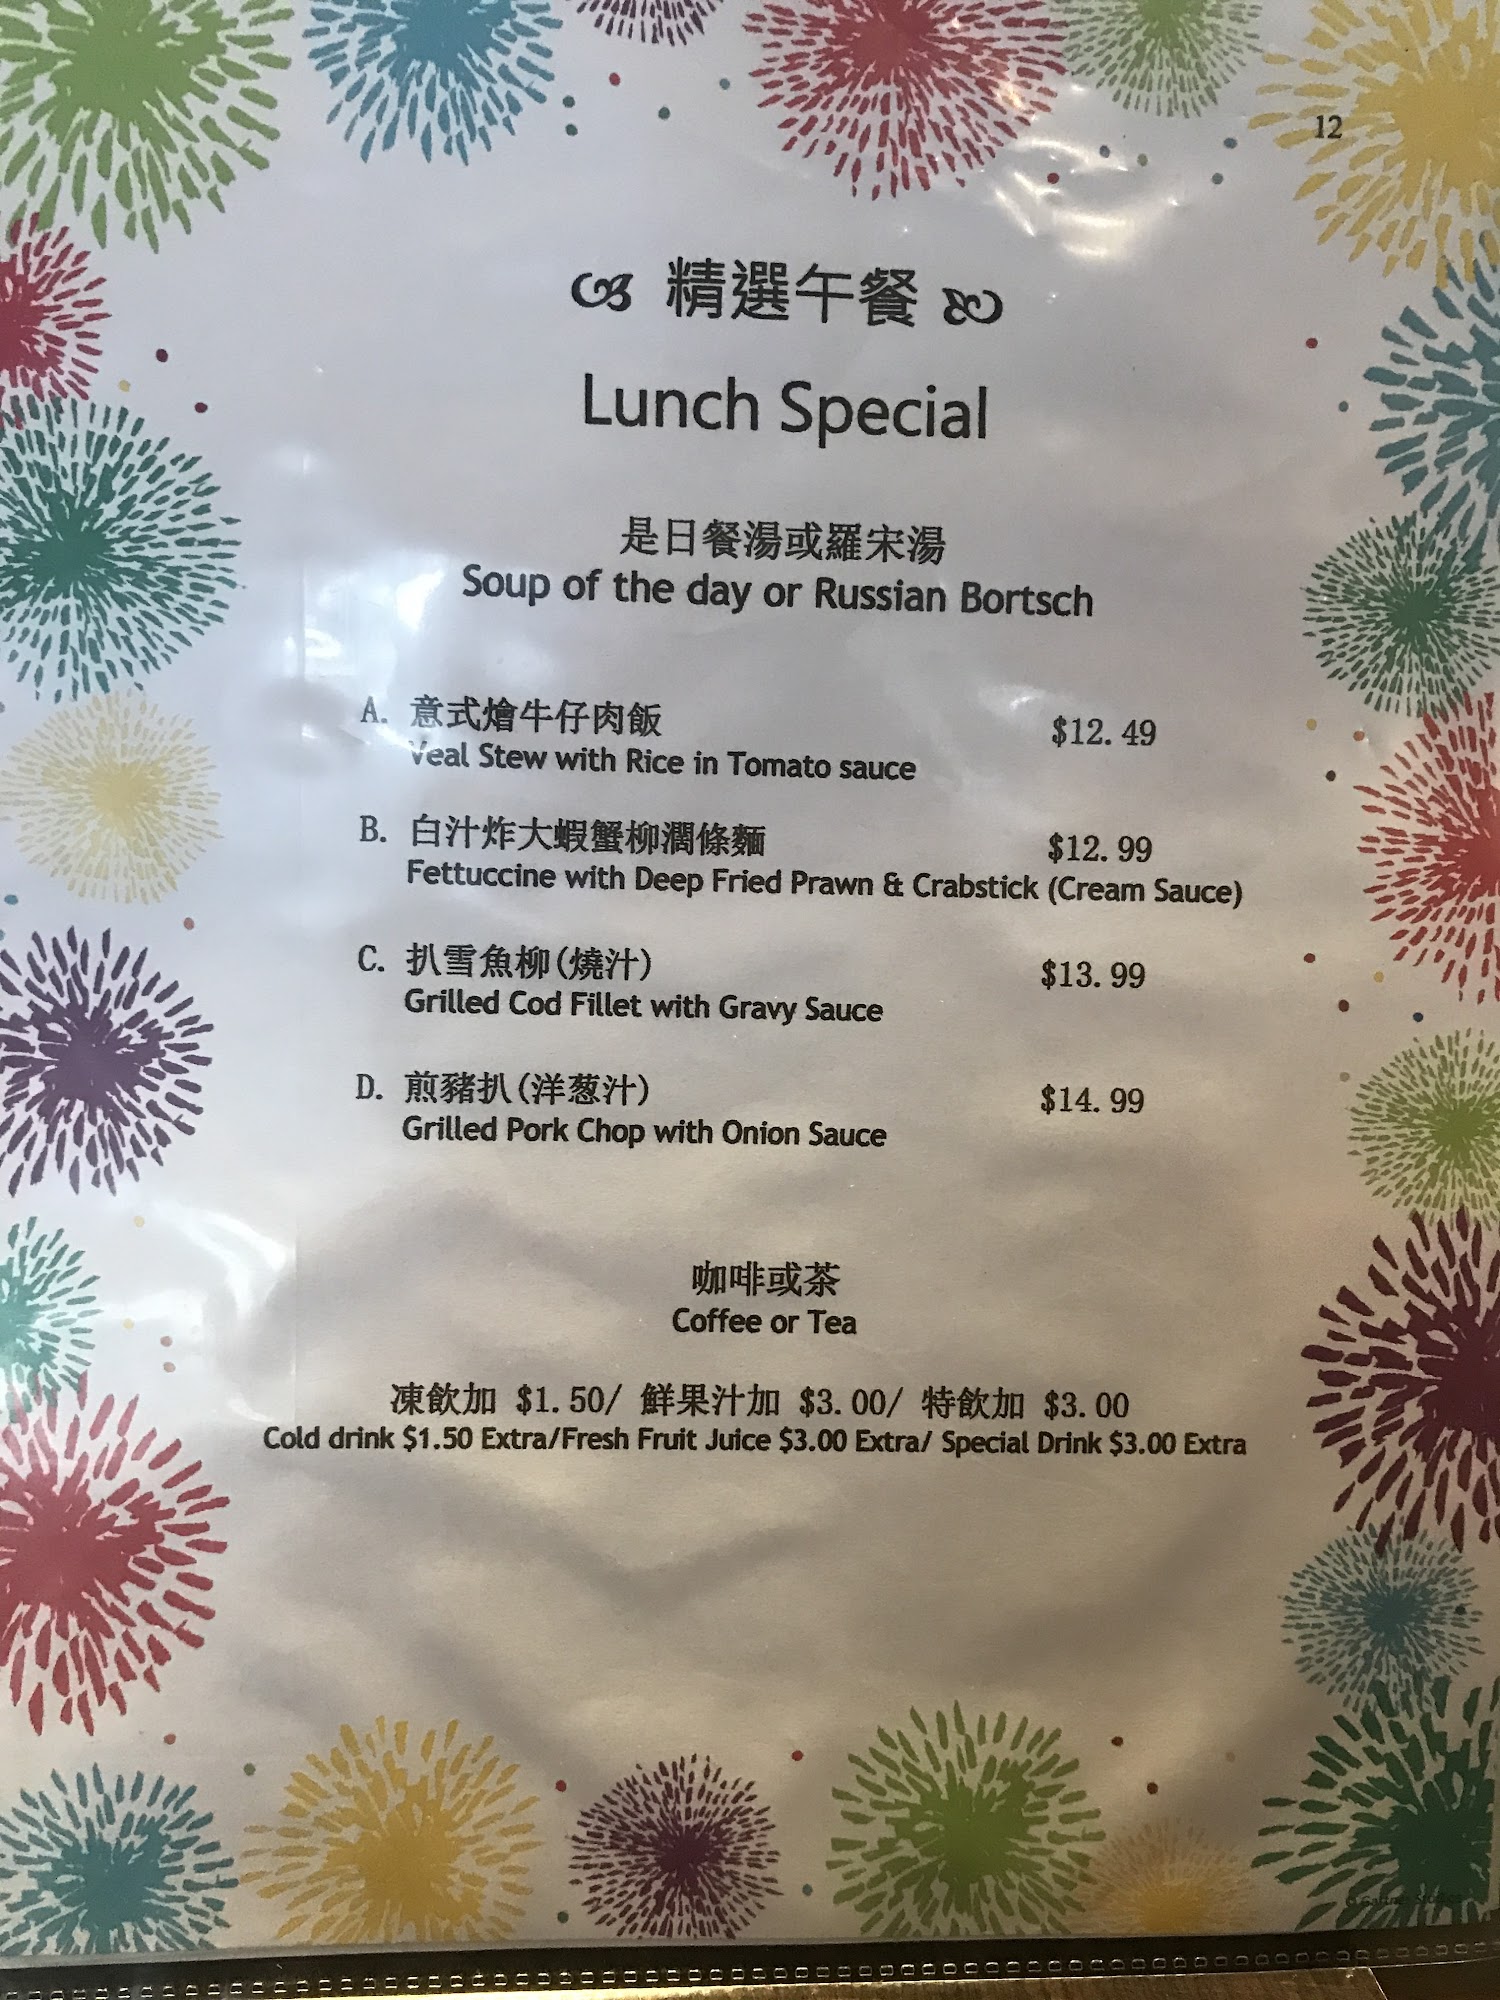 12
精選午餐
Lunch Special
是日餐湯或羅宋湯
Soup of the day or Russian Bortsch
A. 意式燴牛仔肉飯 $12.49
Veal Stew with Rice in Tomato sauce
B. 白汁炸大蝦蟹柳濶條麵 $12.99
Fettuccine with Deep Fried Prawn & Crabstick (Cream Sauce)
C. 扒雪魚柳(燒汁) $13.99
Grilled Cod Fillet with Gravy Sauce
D. 煎豬扒(洋葱汁) $14.99
Grilled Pork Chop with Onion Sauce
咖啡或茶
Coffee or Tea
凍飲加 $1.50/ 鮮果汁加 $3.00/ 特飲加 $3.00
Cold drink $1.50 Extra/Fresh Fruit Juice $3.00 Extra/ Special Drink $3.00 Extra